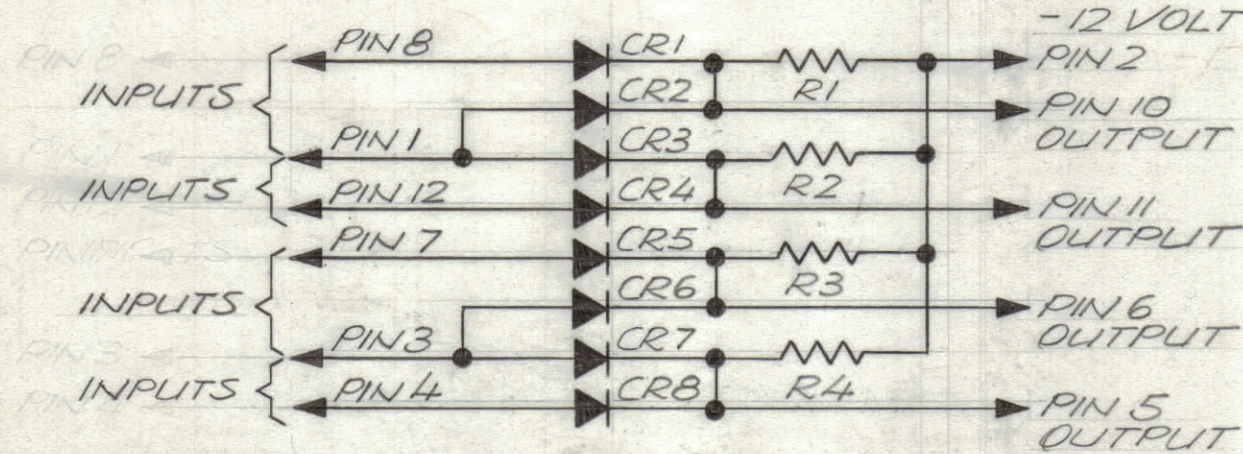 -12 VOLT
PIN 8 CR1 R1 PIN 2
INPUTS CR2 PIN 10
OUTPUT
PIN 1 CR3 R2
INPUTS PIN 12 CR4 PIN 11
OUTPUT
PIN 7 CR5 R3
INPUTS CR6 PIN 6
OUTPUT
PIN 3 CR7 R4
INPUTS PIN 4 CR8 PIN 5
OUTPUT